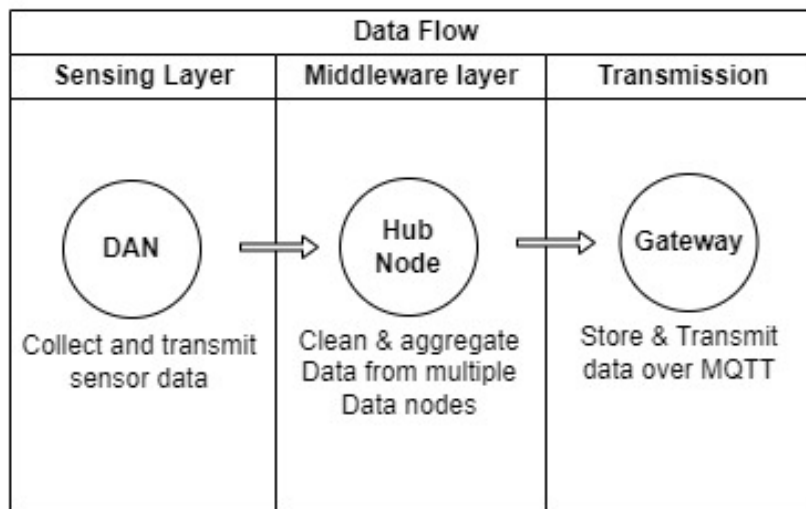 Data Flow
Sensing Layer
Middleware layer
Transmission
DAN
Hub
Node
Gateway
Collect and transmit
sensor data
Clean & aggregate
Data from multiple
Data nodes
Store & Transmit
data over MQTT